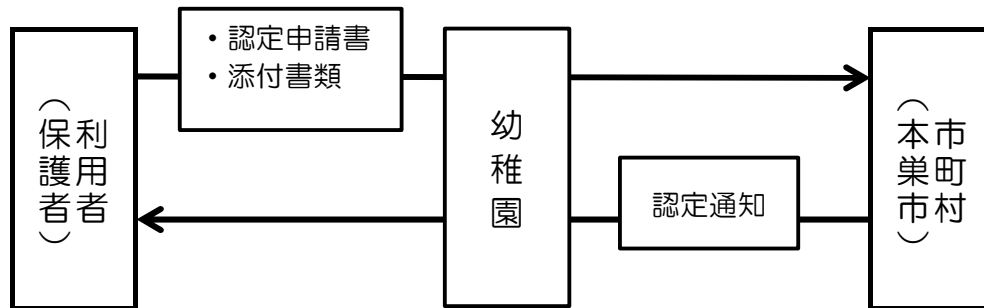 利用者
（保護者）
・認定申請書
・添付書類
幼稚園
認定通知
市町村
（本巣市）